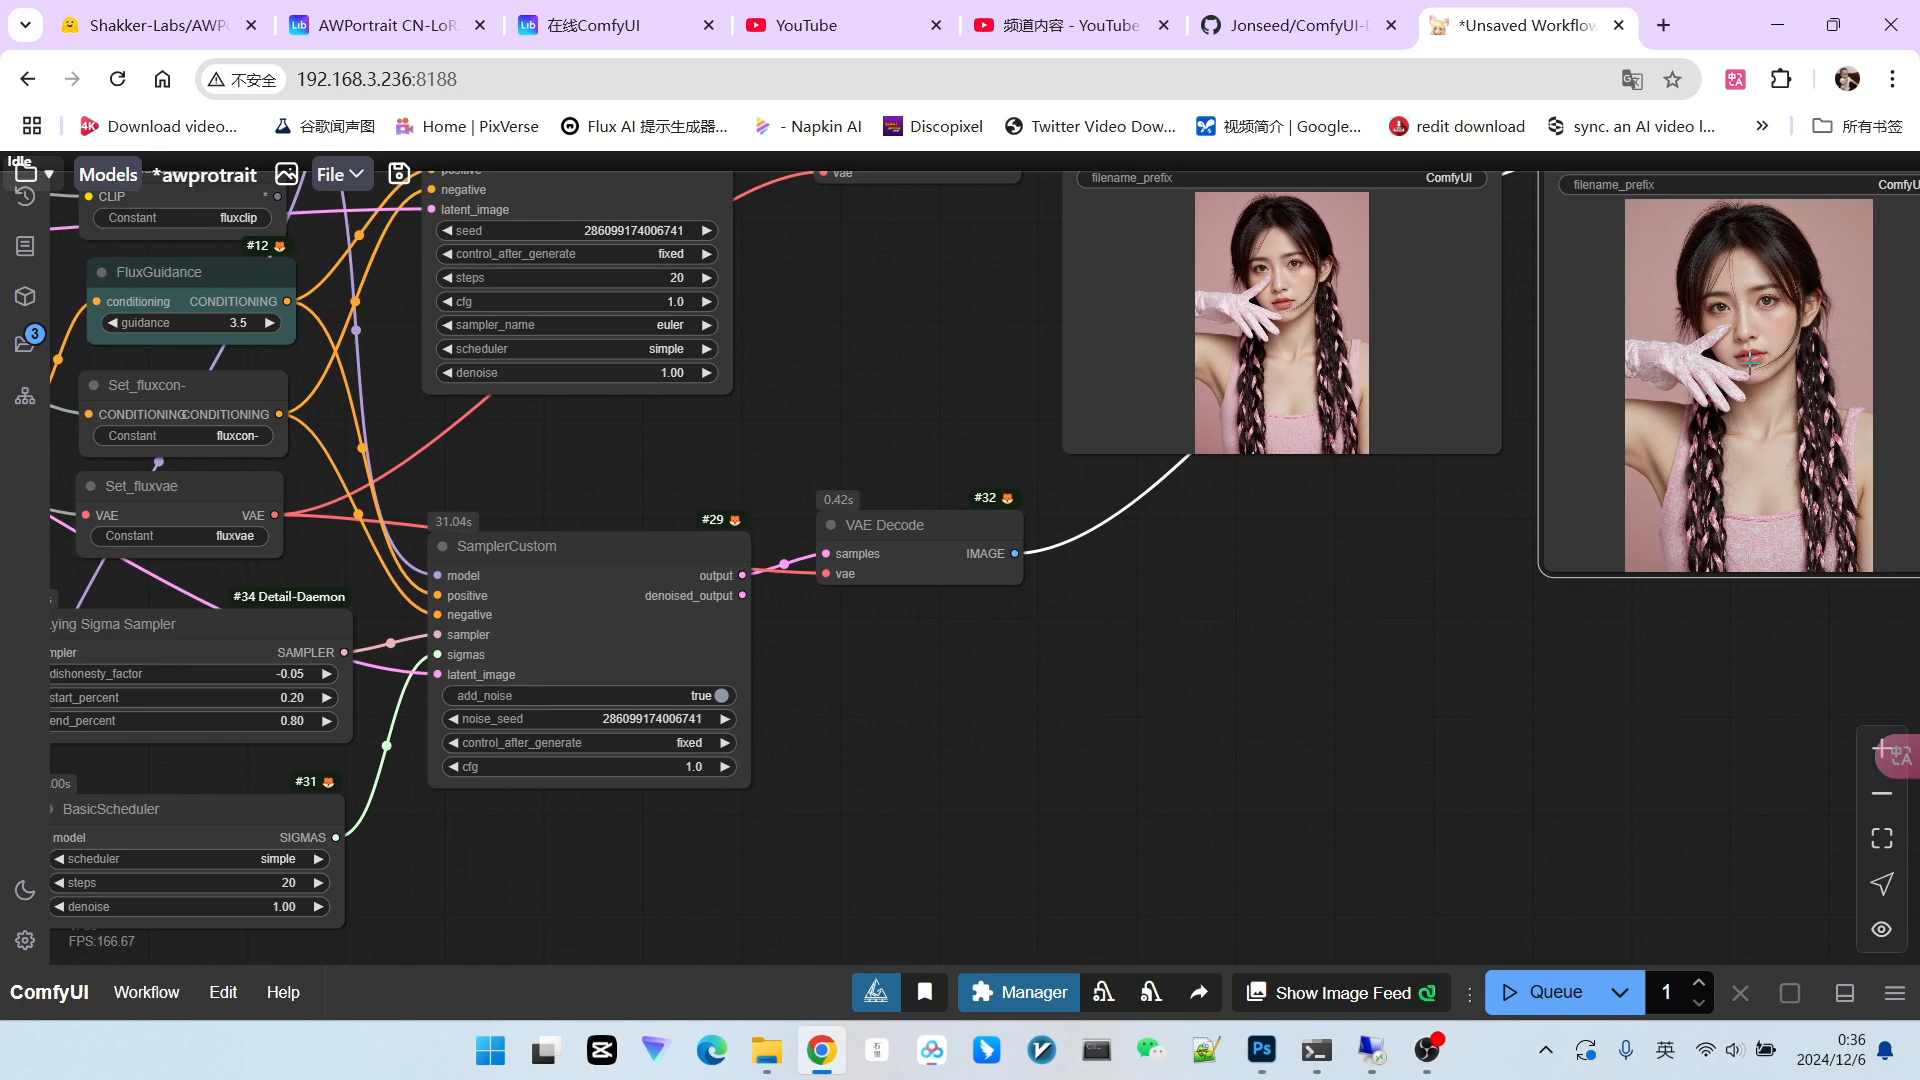 Shakker-Labs/AWP
AWPortrait CN-LoR
在线ComfyUI
YouTube
频道内容 - YouTube
Jonseed/ComfyUI-D
*Unsaved Workflow
不安全
192.168.3.236:8188
Download video...
谷歌闻声图
Home | PixVerse
Flux AI 提示生成器...
- Napkin AI
Discopixel
Twitter Video Dow...
视频简介 | Google...
redit download
sync. an AI video l...
所有书签
Idle
Models
*awprotrait
File
CLIP
*
Constant fluxclip
#12
FluxGuidance
conditioning CONDITIONING
guidance 3.5
Set_fluxcon-
CONDITIONING CONDITIONING
Constant fluxcon-
Set_fluxvae
VAE VAE
Constant fluxvae
#34 Detail-Daemon
ying Sigma Sampler
mpler SAMPLER
dishonesty_factor -0.05
start_percent 0.20
end_percent 0.80
.00s
#31
BasicScheduler
model SIGMAS
scheduler simple
steps 20
denoise 1.00
FPS:166.67
positive
negative
latent_image
seed 286099174006741
control_after_generate fixed
steps 20
cfg 1.0
sampler_name euler
scheduler simple
denoise 1.00
31.04s
#29
SamplerCustom
model output
positive denoised_output
negative
sampler
sigmas
latent_image
add_noise true
noise_seed 286099174006741
control_after_generate fixed
cfg 1.0
vae
0.42s
#32
VAE Decode
samples IMAGE
vae
filename_prefix ComfyUI
filename_prefix ComfyU
3
ComfyUI
Workflow
Edit
Help
Manager
Show Image Feed
Queue
1
英
0:36
2024/12/6